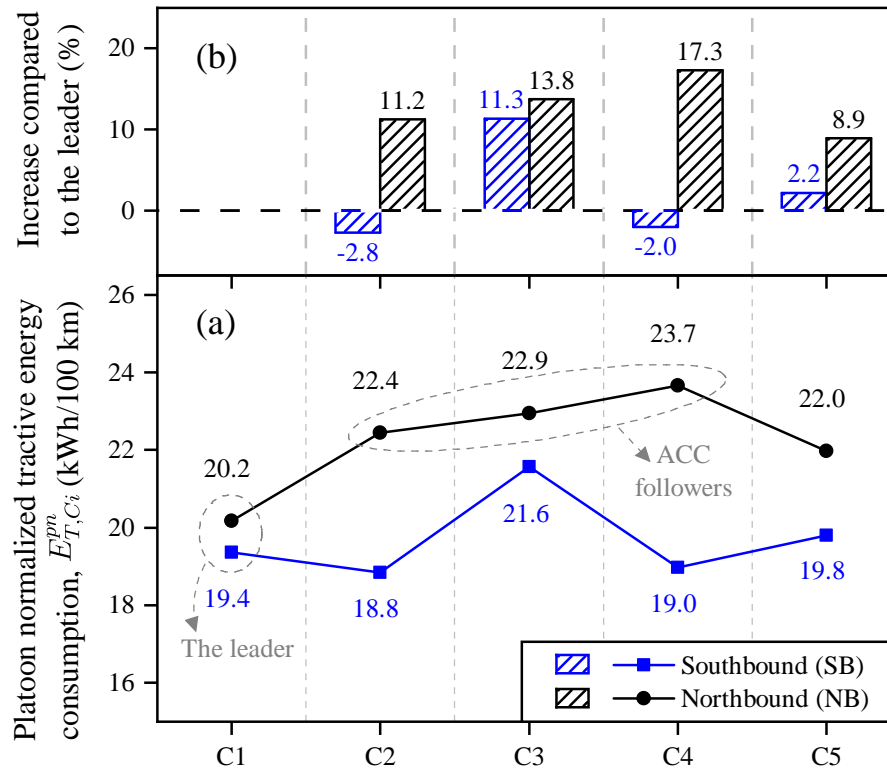 Increase compared
to the leader (%)
20
10
0
(b)
11.2
-2.8
11.3
13.8
17.3
-2.0
2.2
8.9
Platoon normalized tractive energy
consumption, E^{pn}_{T,Ci} (kWh/100 km)
26
24
22
20
18
16
(a)
20.2
22.4
22.9
23.7
22.0
ACC
followers
19.4
18.8
21.6
19.0
19.8
The leader
Southbound (SB)
Northbound (NB)
C1 C2 C3 C4 C5